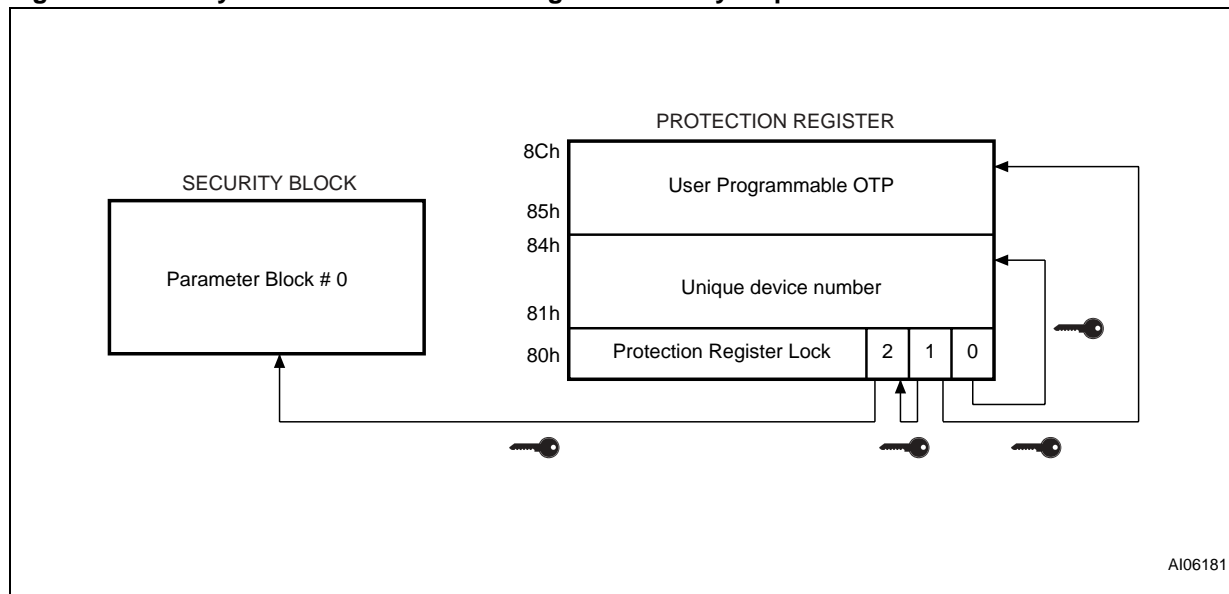 PROTECTION REGISTER
8Ch
User Programmable OTP
SECURITY BLOCK
85h
84h
Parameter Block # 0
Unique device number
81h
80h
Protection Register Lock 2 1 0
AI06181